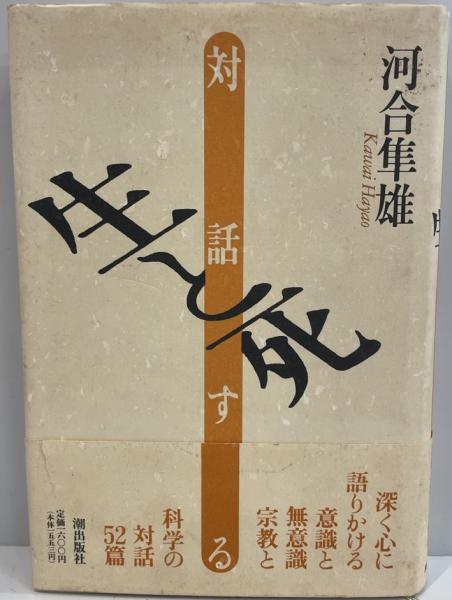 河合隼雄
Kawai Hayao
対話する
生と死
深く心に
語りかける
意識と
無意識
宗教と
科学の
対話
52篇
潮出版社
定価一六〇〇円
(本体一五五三円)